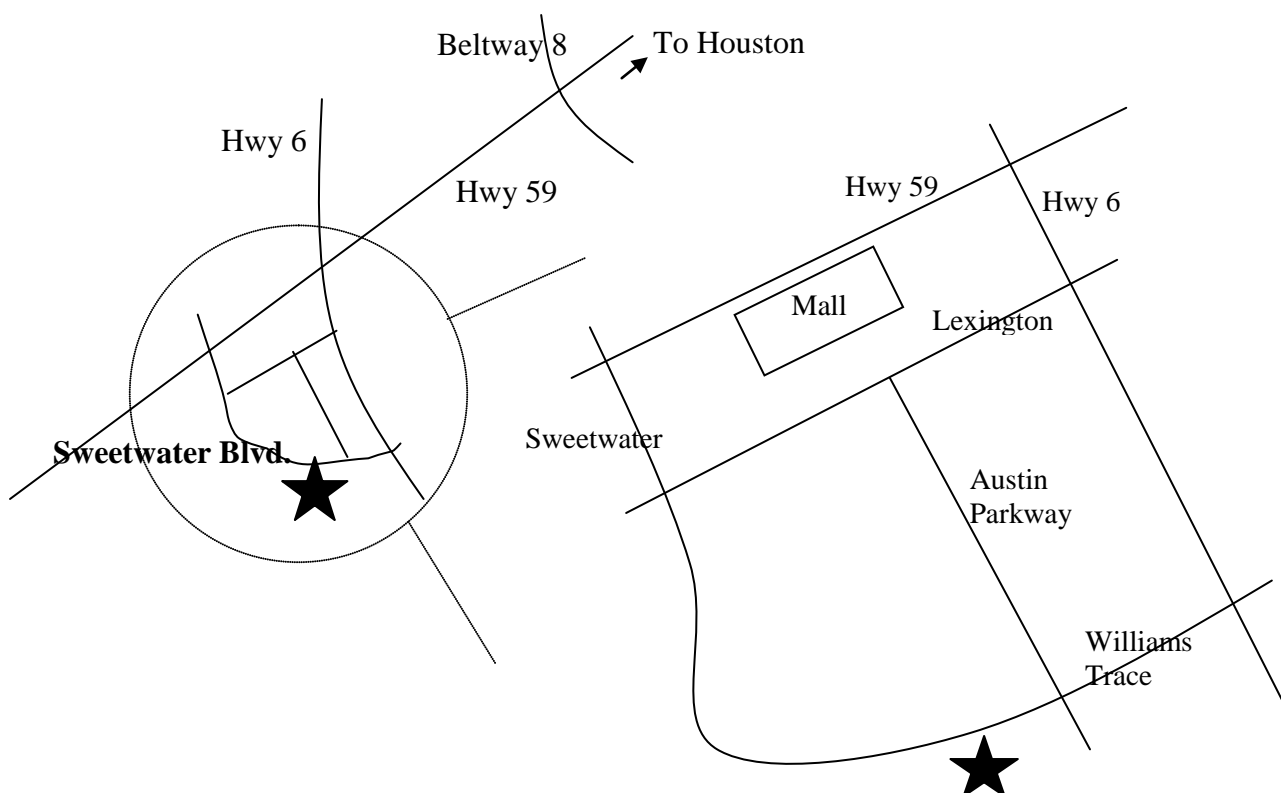 Beltway 8
To Houston
Hwy 6
Hwy 59
Sweetwater Blvd.
Hwy 59
Hwy 6
Mall
Lexington
Sweetwater
Austin
Parkway
Williams
Trace